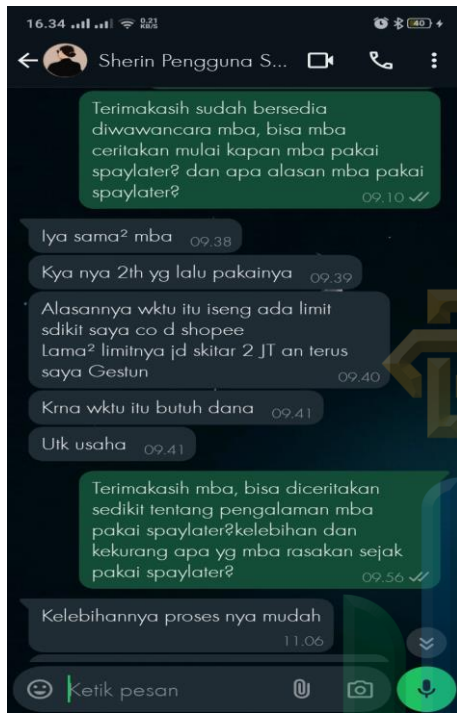 16.34 0.21 KB/S 40
Sherin Pengguna S...
Terimakasih sudah bersedia
diwawancara mba, bisa mba
ceritakan mulai kapan mba pakai
spaylater? dan apa alasan mba pakai
spaylater?
09.10
Iya sama² mba 09.38
Kya nya 2th yg lalu pakainya 09.39
Alasannya wktu itu iseng ada limit
sdikit saya co d shopee
Lama² limitnya jd skitar 2 JT an terus
saya Gestun
09.40
Krna wktu itu butuh dana 09.41
Utk usaha 09.41
Terimakasih mba, bisa diceritakan
sedikit tentang pengalaman mba
pakai spaylater?kelebihan dan
kekurang apa yg mba rasakan sejak
pakai spaylater?
09.56
Kelebihannya proses nya mudah
11.06
Ketik pesan